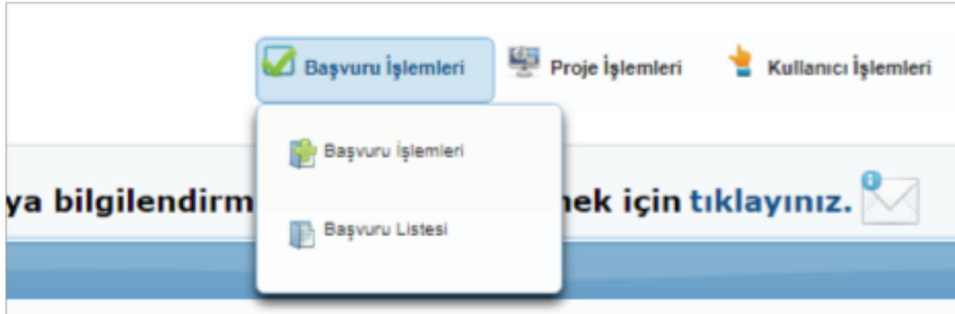 Başvuru İşlemleri Proje İşlemleri Kullanıcı İşlemleri
Başvuru İşlemleri
ya bilgilendirm nek için tıklayınız.
Başvuru Listesi